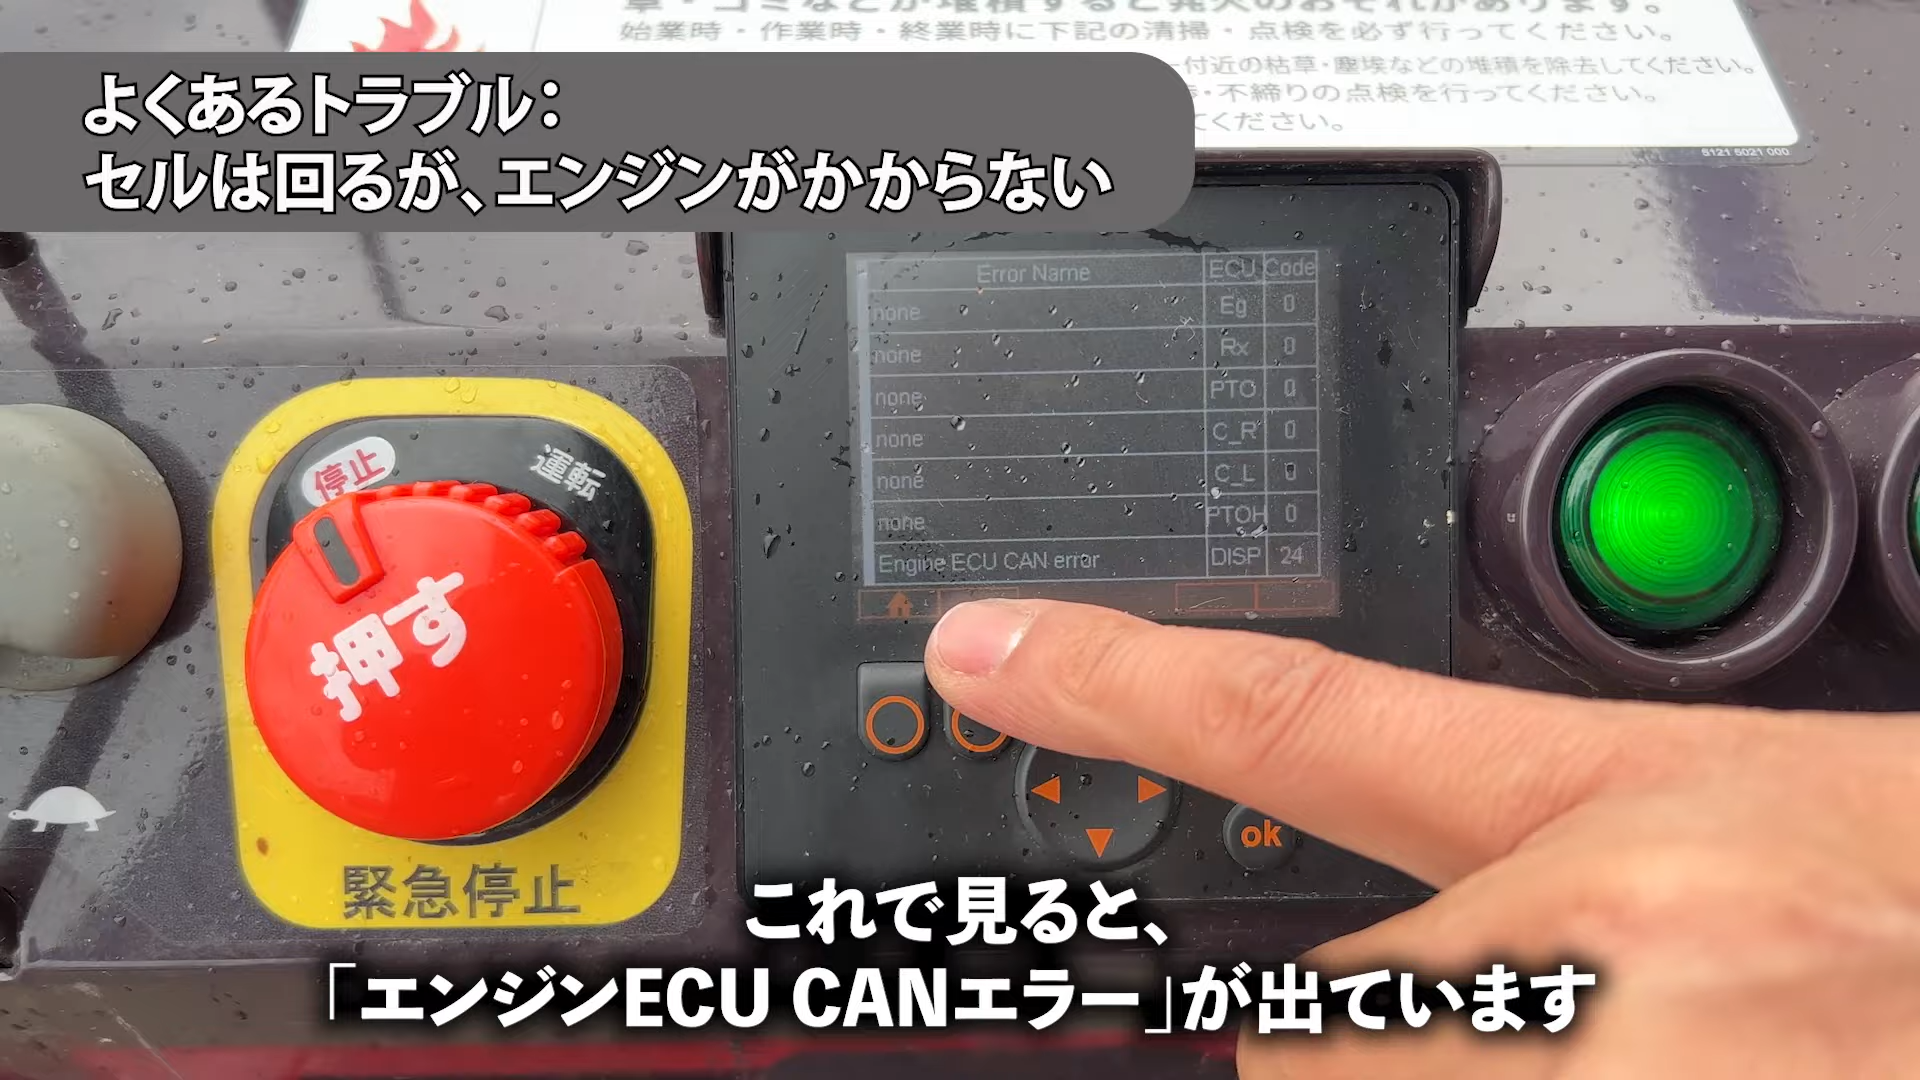 草・ゴミなどが堆積すると発火のおそれがあります。
始業時・作業時・終業時に下記の清掃・点検を必ず行ってください。
付近の枯草・塵埃などの堆積を除去してください。
・不締りの点検を行ってください。
てください。
5121 5021 000
よくあるトラブル：
セルは回るが、エンジンがかからない
Error Name ECU Code
none Eg 0
none Rx 0
none PTO 0
none C_R 0
none C_L 0
none PTOH 0
Engine ECU CAN error DISP 24
停止 運転
押す
緊急停止
ok
これで見ると、
「エンジンECU CANエラー」が出ています